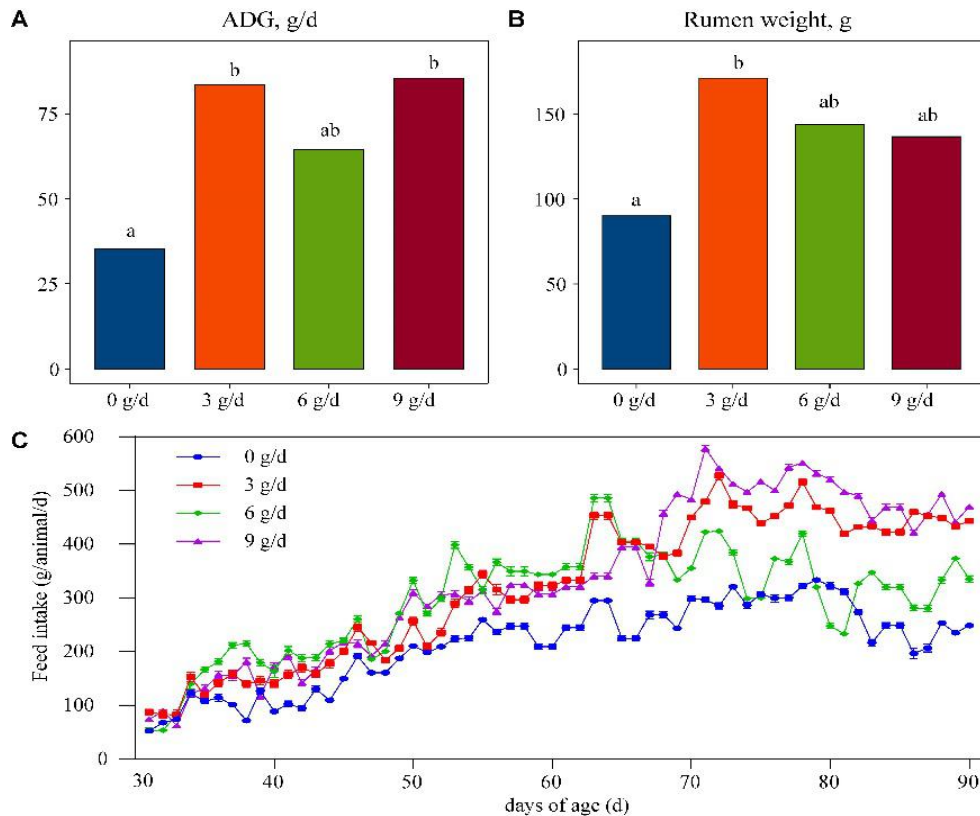 A
ADG, g/d
75
50
25
0
a
b
ab
b
0 g/d
3 g/d
6 g/d
9 g/d
B
Rumen weight, g
150
100
50
0
a
b
ab
ab
0 g/d
3 g/d
6 g/d
9 g/d
C
Feed intake (g/animal/d)
600
500
400
300
200
100
0
0 g/d
3 g/d
6 g/d
9 g/d
30
40
50
60
70
80
90
days of age (d)